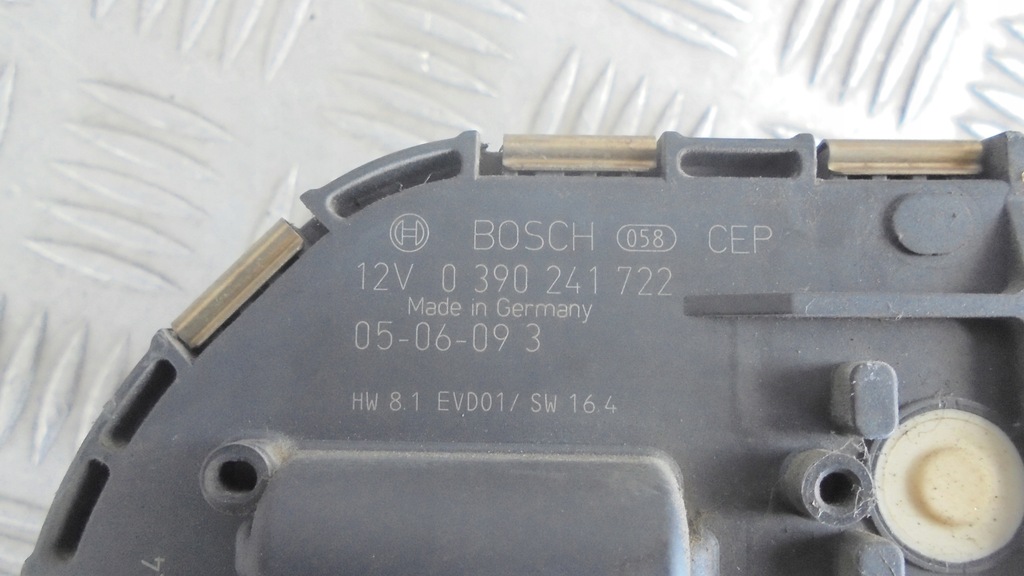 BOSCH 058 CEP
12V 0 390 241 722
Made in Germany
05-06-09 3
HW 8.1 EVD01/ SW 16.4
4